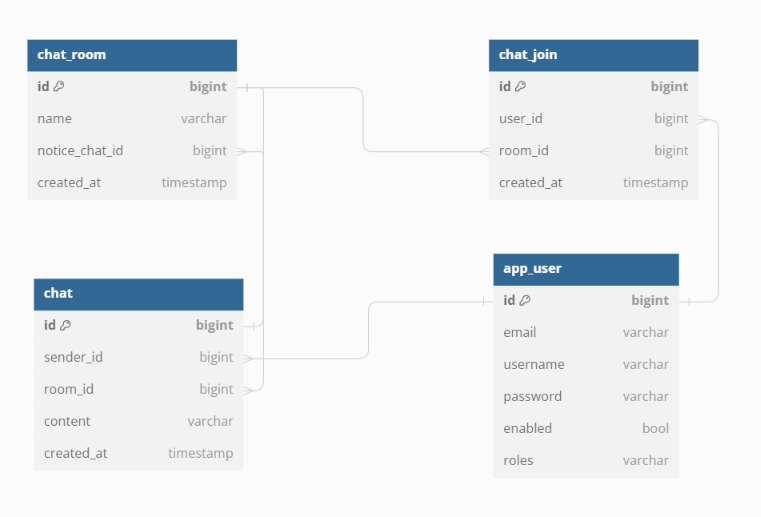 chat_room
id bigint
name varchar
notice_chat_id bigint
created_at timestamp
chat_join
id bigint
user_id bigint
room_id bigint
created_at timestamp
chat
id bigint
sender_id bigint
room_id bigint
content varchar
created_at timestamp
app_user
id bigint
email varchar
username varchar
password varchar
enabled bool
roles varchar